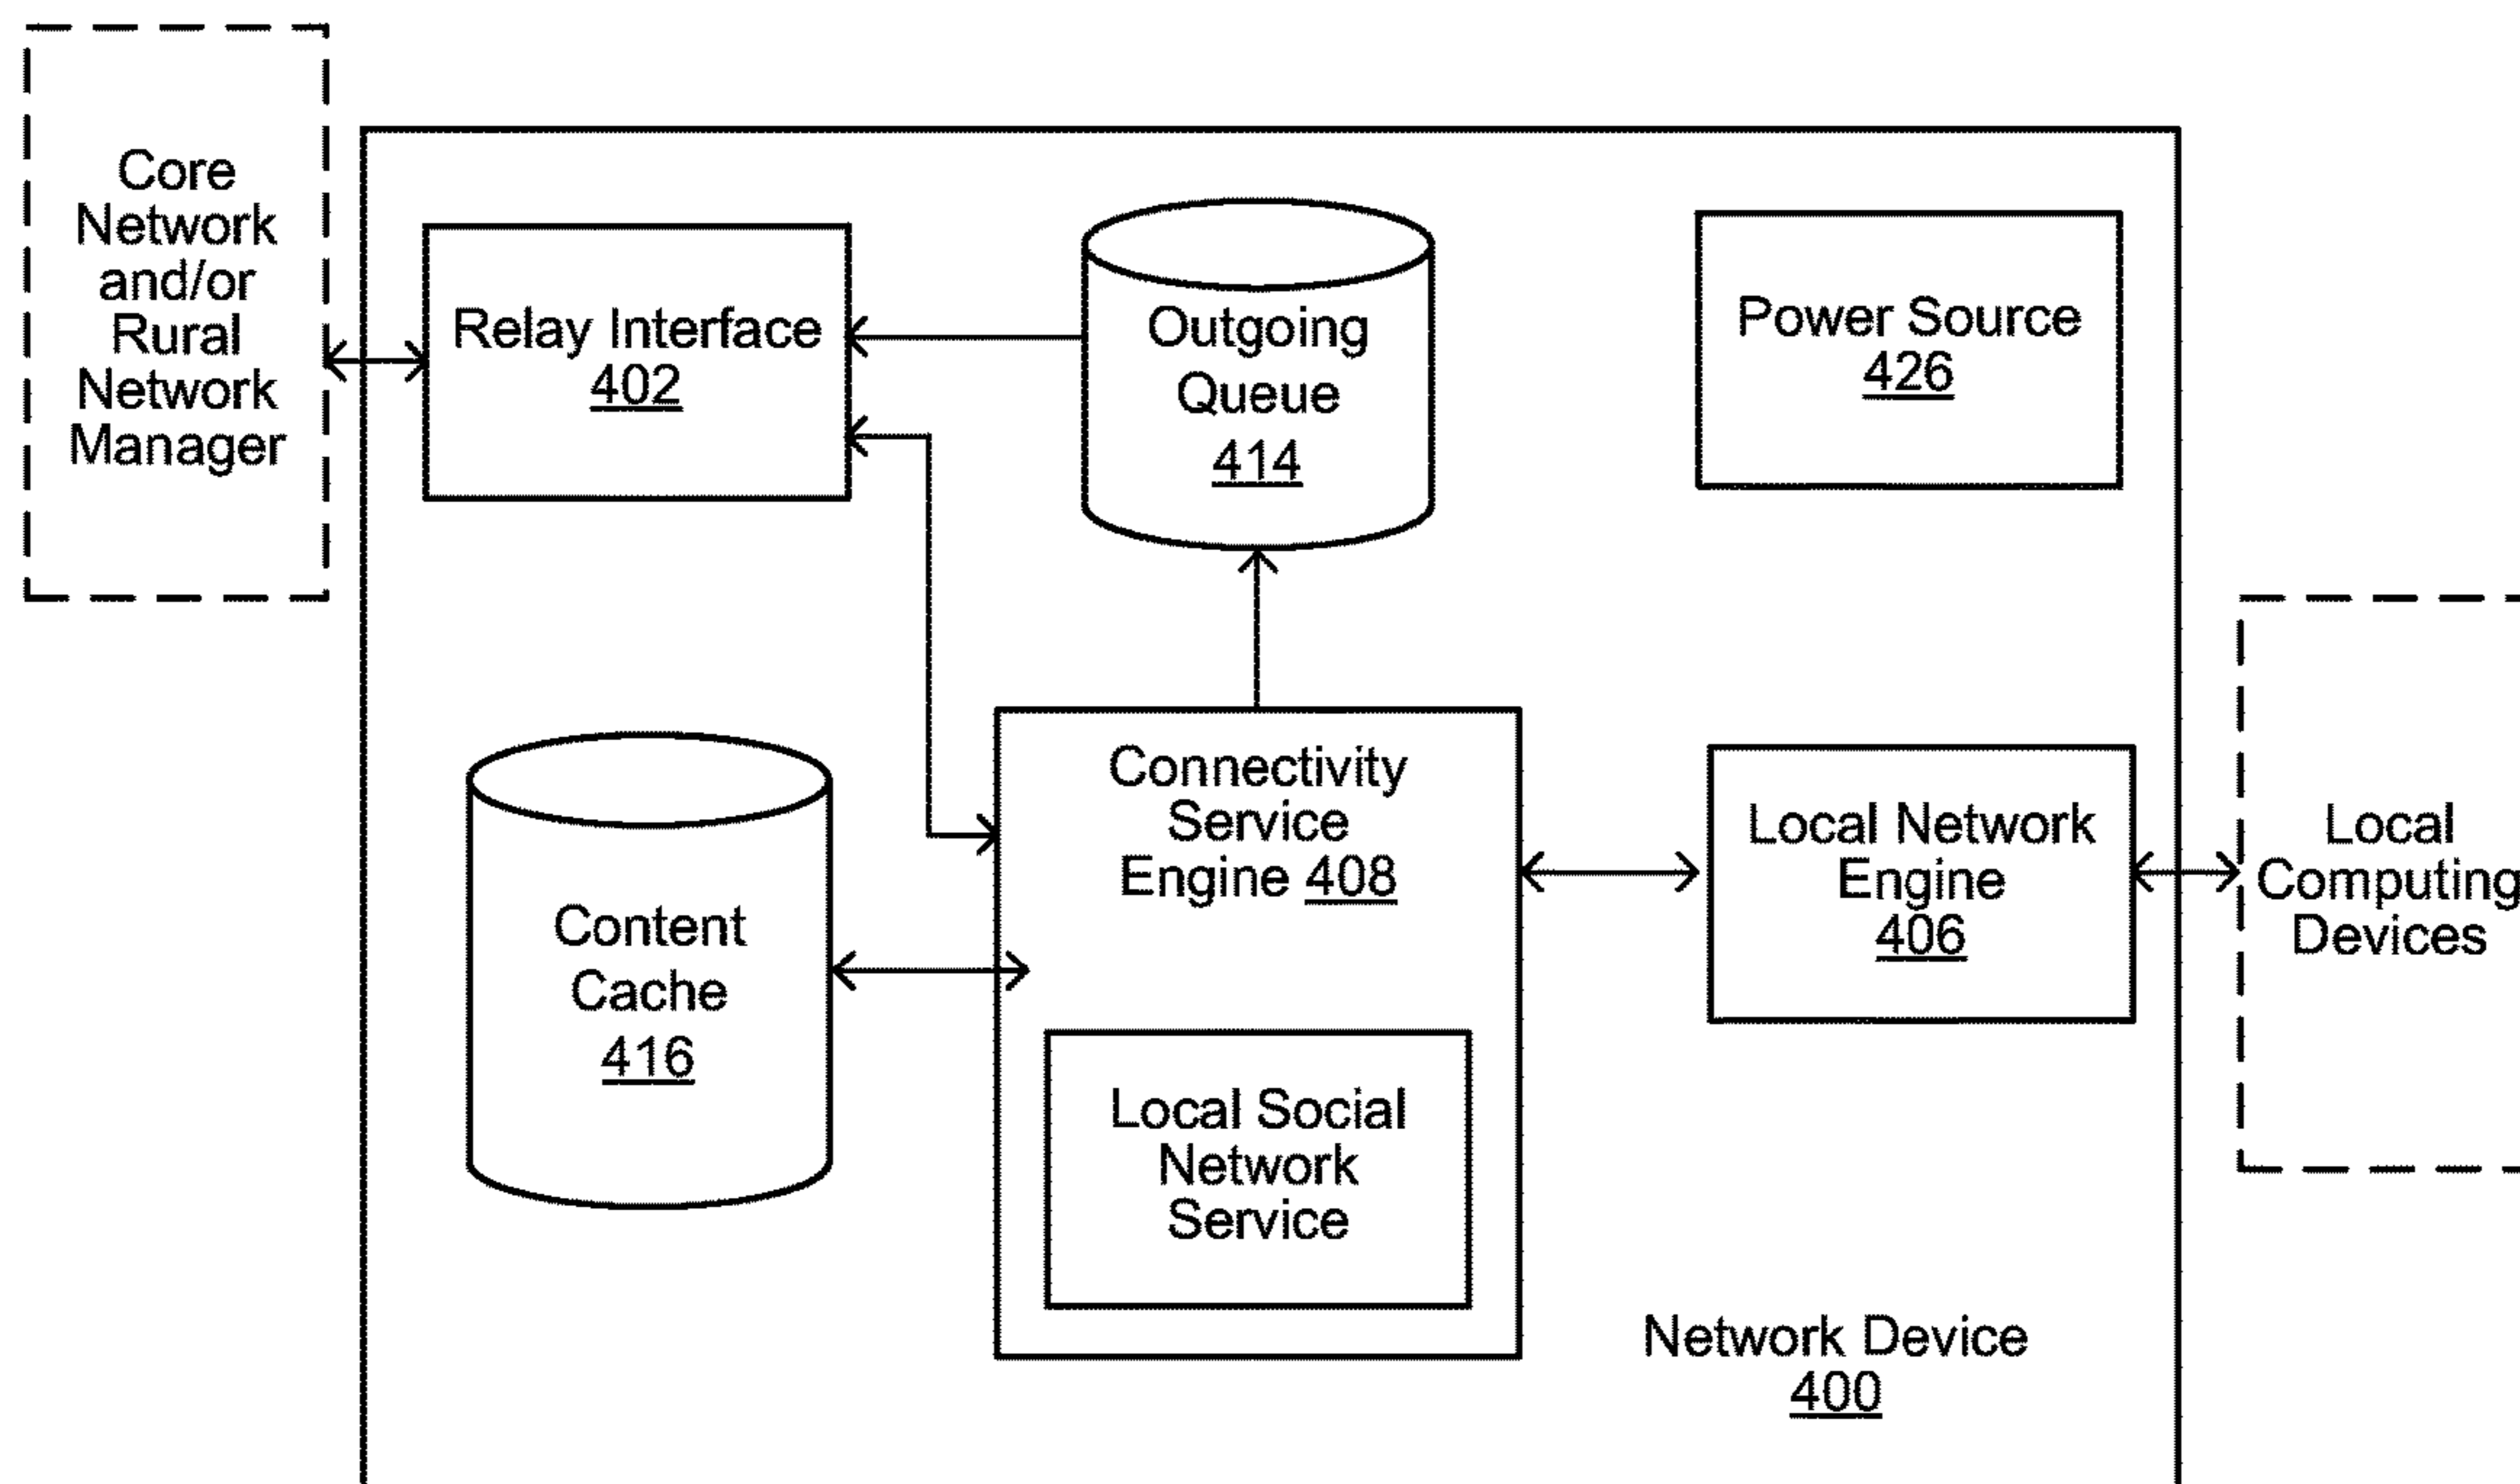 Core
Network
and/or
Rural
Network
Manager
Relay Interface
402
Outgoing
Queue
414
Power Source
426
Content
Cache
416
Connectivity
Service
Engine 408
Local Social
Network
Service
Local Network
Engine
406
Local
Computing
Devices
Network Device
400